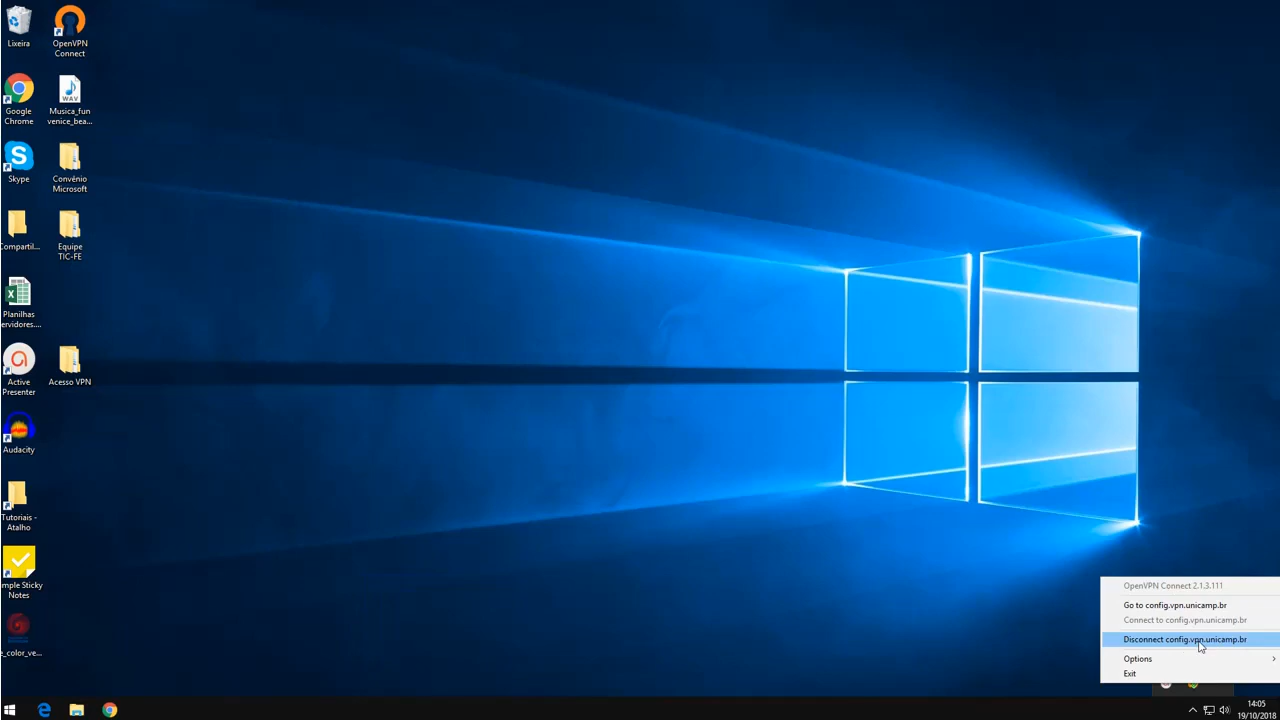 Lixeira
OpenVPN
Connect
Google
Chrome
Musica_fun
venice_bea...
WAV
Skype
Convênio
Microsoft
Compartil...
Equipe
TIC-FE
Planilhas
ervidores....
Active
Presenter
Acesso VPN
Audacity
Tutoriais -
Atalho
mple Sticky
Notes
e_color_ve...
OpenVPN Connect 2.1.3.111
Go to config.vpn.unicamp.br
Connect to config.vpn.unicamp.br
Disconnect config.vpn.unicamp.br
Options
Exit
14:05
19/10/2018